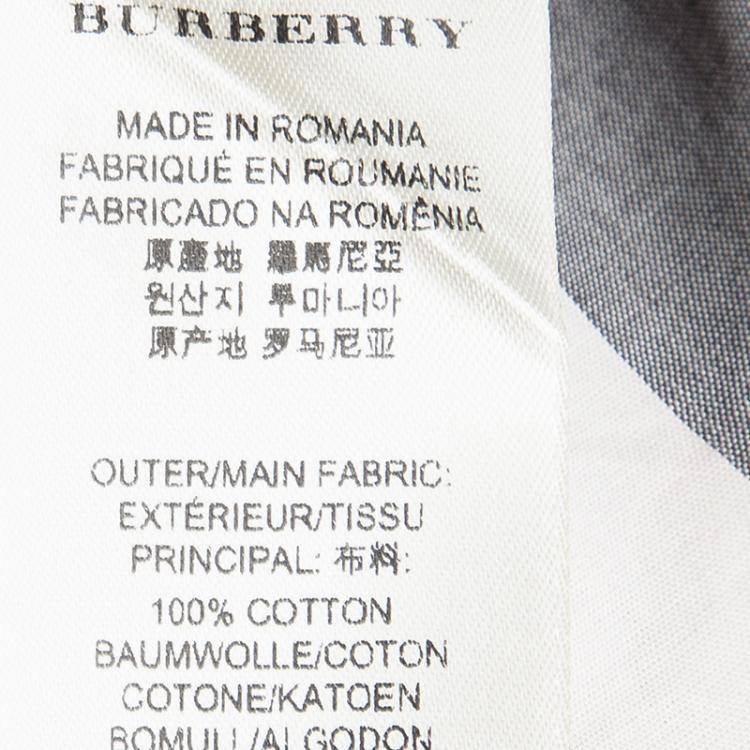 BURBERRY
MADE IN ROMANIA
FABRIQUÉ EN ROUMANIE
FABRICADO NA ROMÊNIA
原產地 羅馬尼亞
원산지 루마니아
原产地 罗马尼亚
OUTER/MAIN FABRIC:
EXTÉRIEUR/TISSU
PRINCIPAL: 布料:
100% COTTON
BAUMWOLLE/COTON
COTONE/KATOEN
BOMULL/ALGODON